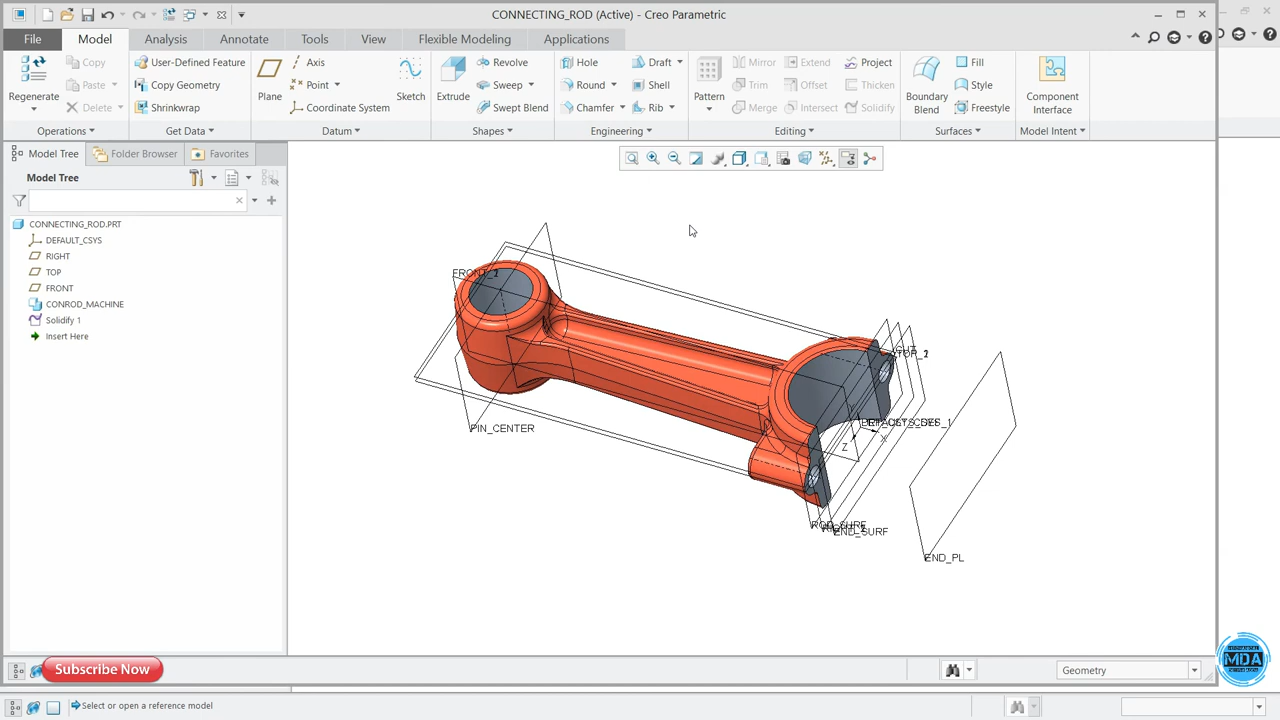 CONNECTING_ROD (Active) - Creo Parametric
File Model Analysis Annotate Tools View Flexible Modeling Applications
Regenerate
Copy
Paste
Delete
Operations
User-Defined Feature
Copy Geometry
Shrinkwrap
Get Data
Plane
Axis
Point
Coordinate System
Sketch
Datum
Extrude
Revolve
Sweep
Swept Blend
Shapes
Hole
Round
Chamfer
Draft
Shell
Rib
Engineering
Pattern
Mirror
Trim
Merge
Extend
Offset
Intersect
Project
Thicken
Solidify
Editing
Boundary
Blend
Fill
Style
Freestyle
Surfaces
Component
Interface
Model Intent
Model Tree Folder Browser Favorites
Model Tree
CONNECTING_ROD.PRT
DEFAULT_CSYS
RIGHT
TOP
FRONT
CONROD_MACHINE
Solidify 1
Insert Here
PIN_CENTER
X
Z
END_SURF
END_PL
Subscribe Now
Geometry
Select or open a reference model
MDA